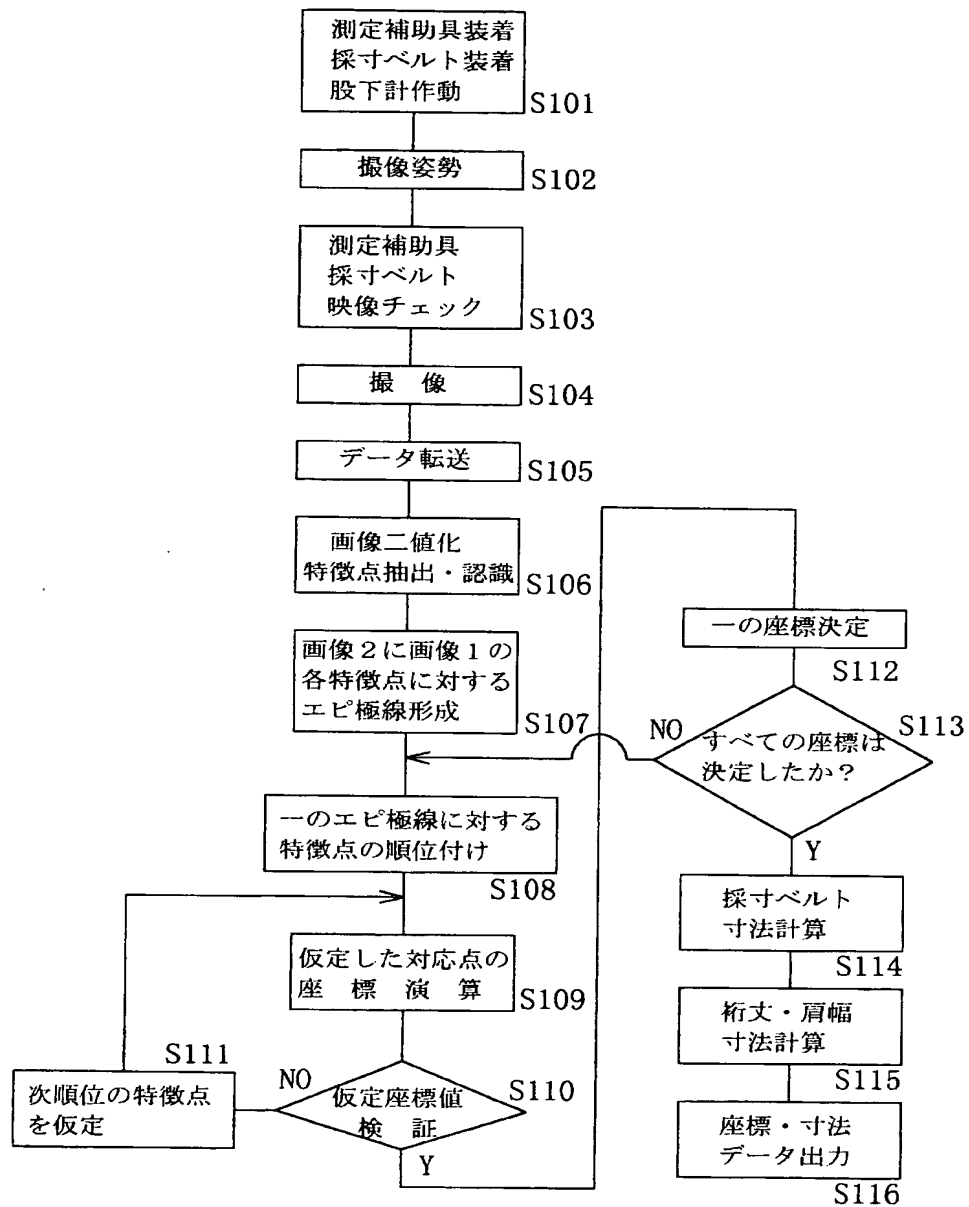 測定補助具装着
採寸ベルト装着
股下計作動
S101
撮像姿勢
S102
測定補助具
採寸ベルト
映像チェック
S103
撮 像
S104
データ転送
S105
画像二値化
特徴点抽出・認識
S106
画像2に画像1の
各特徴点に対する
エピ極線形成
S107
一のエピ極線に対する
特徴点の順位付け
S108
仮定した対応点の
座 標 演 算
S109
仮定座標値
検 証
S110
NO
Y
S111
次順位の特徴点
を仮定
一の座標決定
S112
すべての座標は
決定したか?
S113
NO
Y
採寸ベルト
寸法計算
S114
裄丈・肩幅
寸法計算
S115
座標・寸法
データ出力
S116